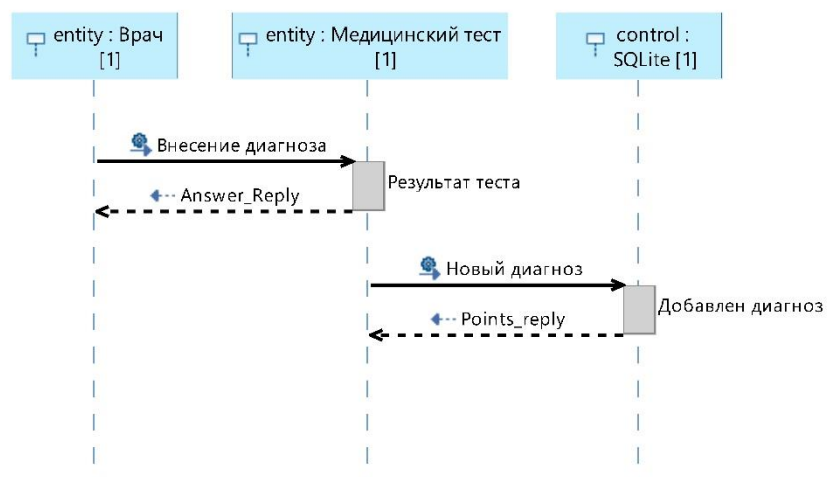 entity : Врач
[1]
entity : Медицинский тест
[1]
control :
SQLite [1]
Внесение диагноза
Результат теста
Answer_Reply
Новый диагноз
Добавлен диагноз
Points_reply